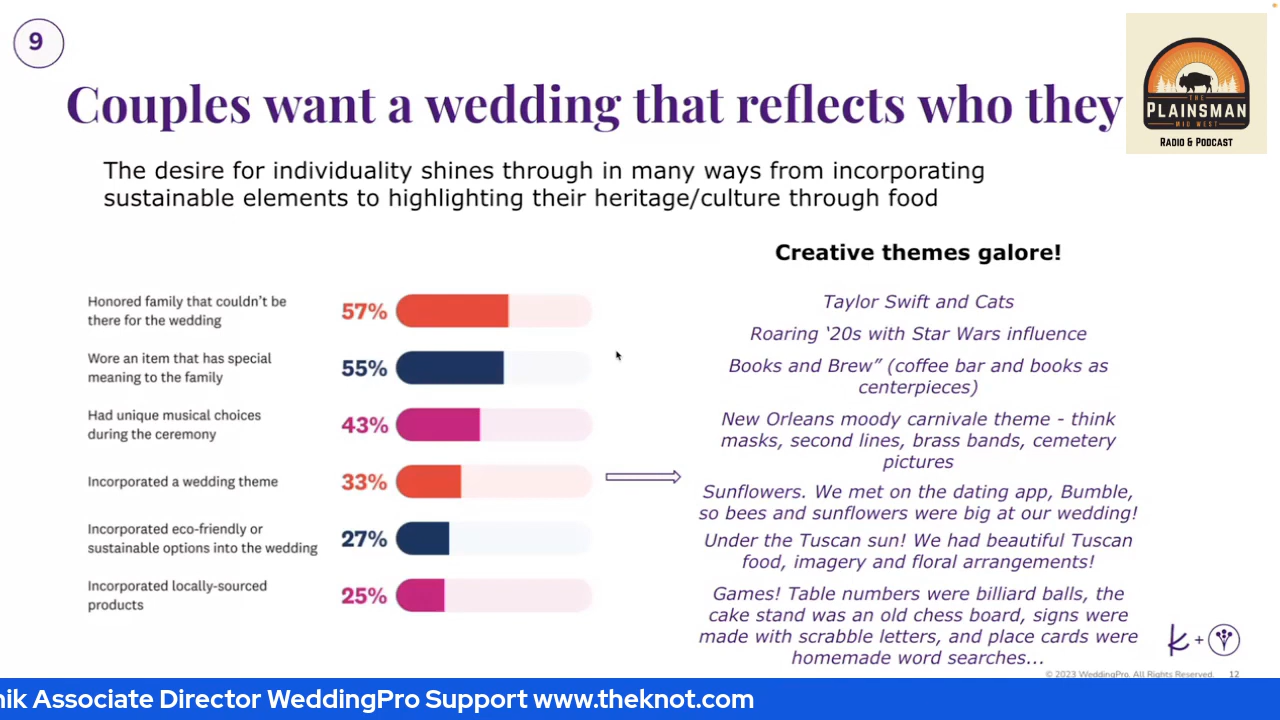 9
Couples want a wedding that reflects who they
THE
PLAINSMAN
MID WEST
RADIO & PODCAST
The desire for individuality shines through in many ways from incorporating
sustainable elements to highlighting their heritage/culture through food
Honored family that couldn't be
there for the wedding
57%
Wore an item that has special
meaning to the family
55%
Had unique musical choices
during the ceremony
43%
Incorporated a wedding theme
33%
Incorporated eco-friendly or
sustainable options into the wedding
27%
Incorporated locally-sourced
products
25%
Creative themes galore!
Taylor Swift and Cats
Roaring '20s with Star Wars influence
Books and Brew” (coffee bar and books as
centerpieces)
New Orleans moody carnivale theme - think
masks, second lines, brass bands, cemetery
pictures
Sunflowers. We met on the dating app, Bumble,
so bees and sunflowers were big at our wedding!
Under the Tuscan sun! We had beautiful Tuscan
food, imagery and floral arrangements!
Games! Table numbers were billiard balls, the
cake stand was an old chess board, signs were
made with scrabble letters, and place cards were
homemade word searches...
k +
© 2023 WeddingPro. All Rights Reserved. 12
nik Associate Director WeddingPro Support www.theknot.com